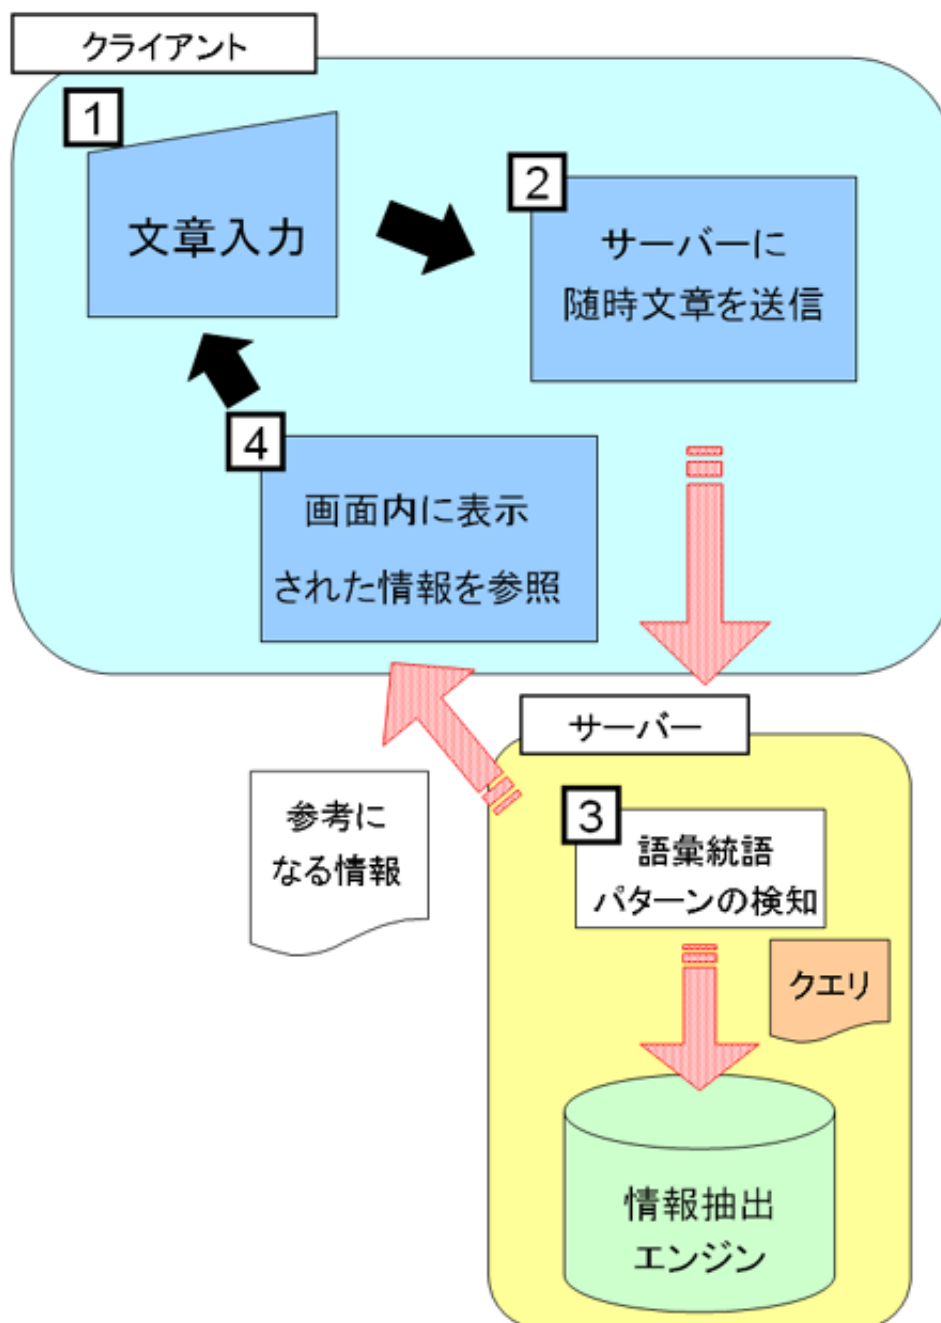 クライアント
1
文章入力
2
サーバーに
随時文章を送信
4
画面内に表示
された情報を参照
サーバー
参考に
なる情報
3
語彙統語
パターンの検知
クエリ
情報抽出
エンジン